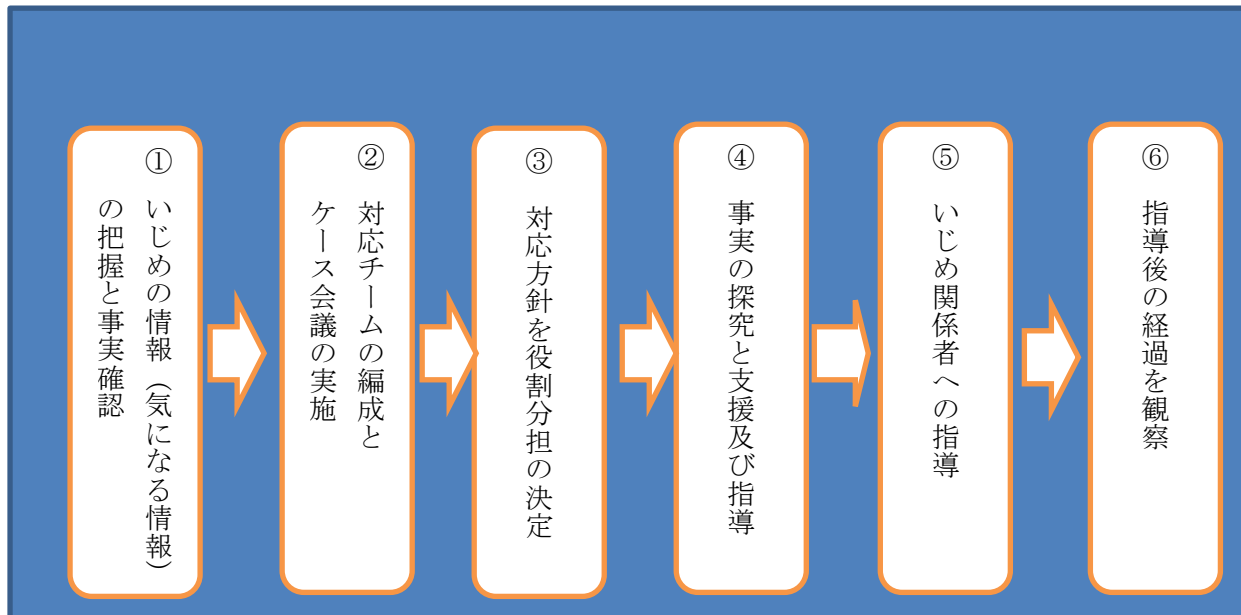 ①
いじめの情報（気になる情報）
の把握と事実確認
②
対応チームの編成と
ケース会議の実施
③
対応方針を役割分担の決定
④
事実の探究と支援及び指導
⑤
いじめ関係者への指導
⑥
指導後の経過を観察